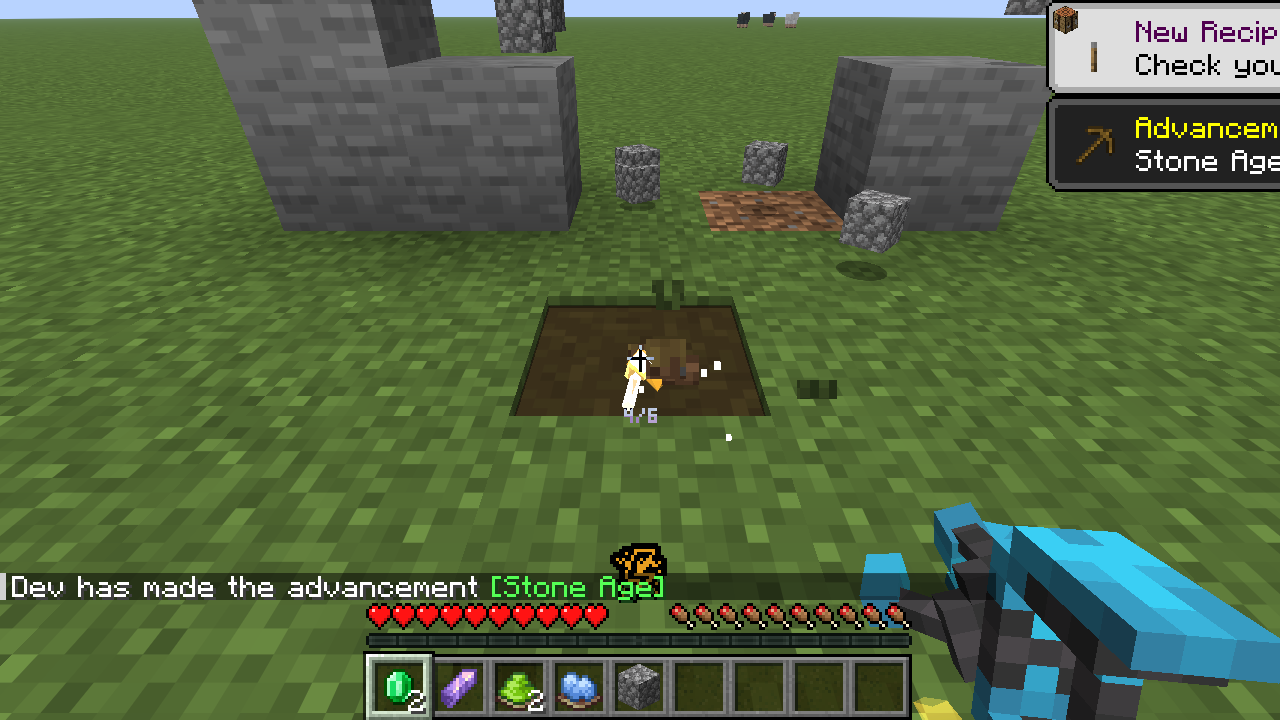 New Recip
Check you
Advancem
Stone Age
4/6
Dev has made the advancement [Stone Age]
2
2